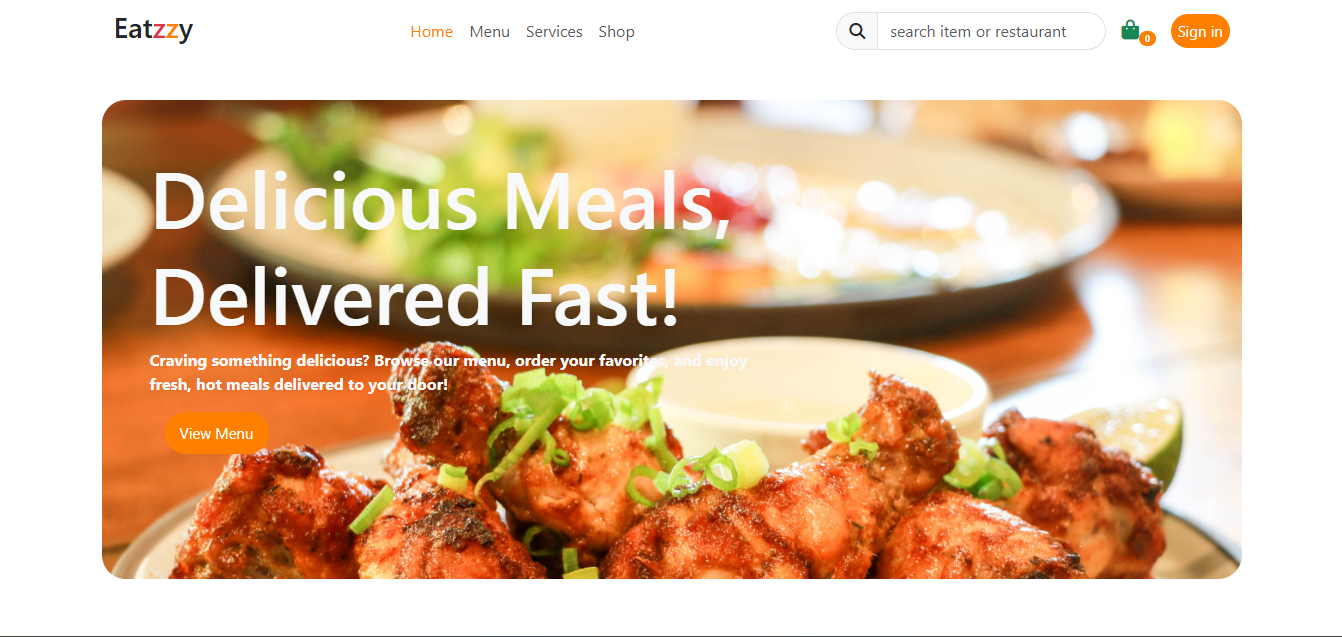 Eatzzy
Home Menu Services Shop
search item or restaurant
0
Sign in
Delicious Meals,
Delivered Fast!
Craving something delicious? Browse our menu, order your favorites, and enjoy
fresh, hot meals delivered to your door!
View Menu